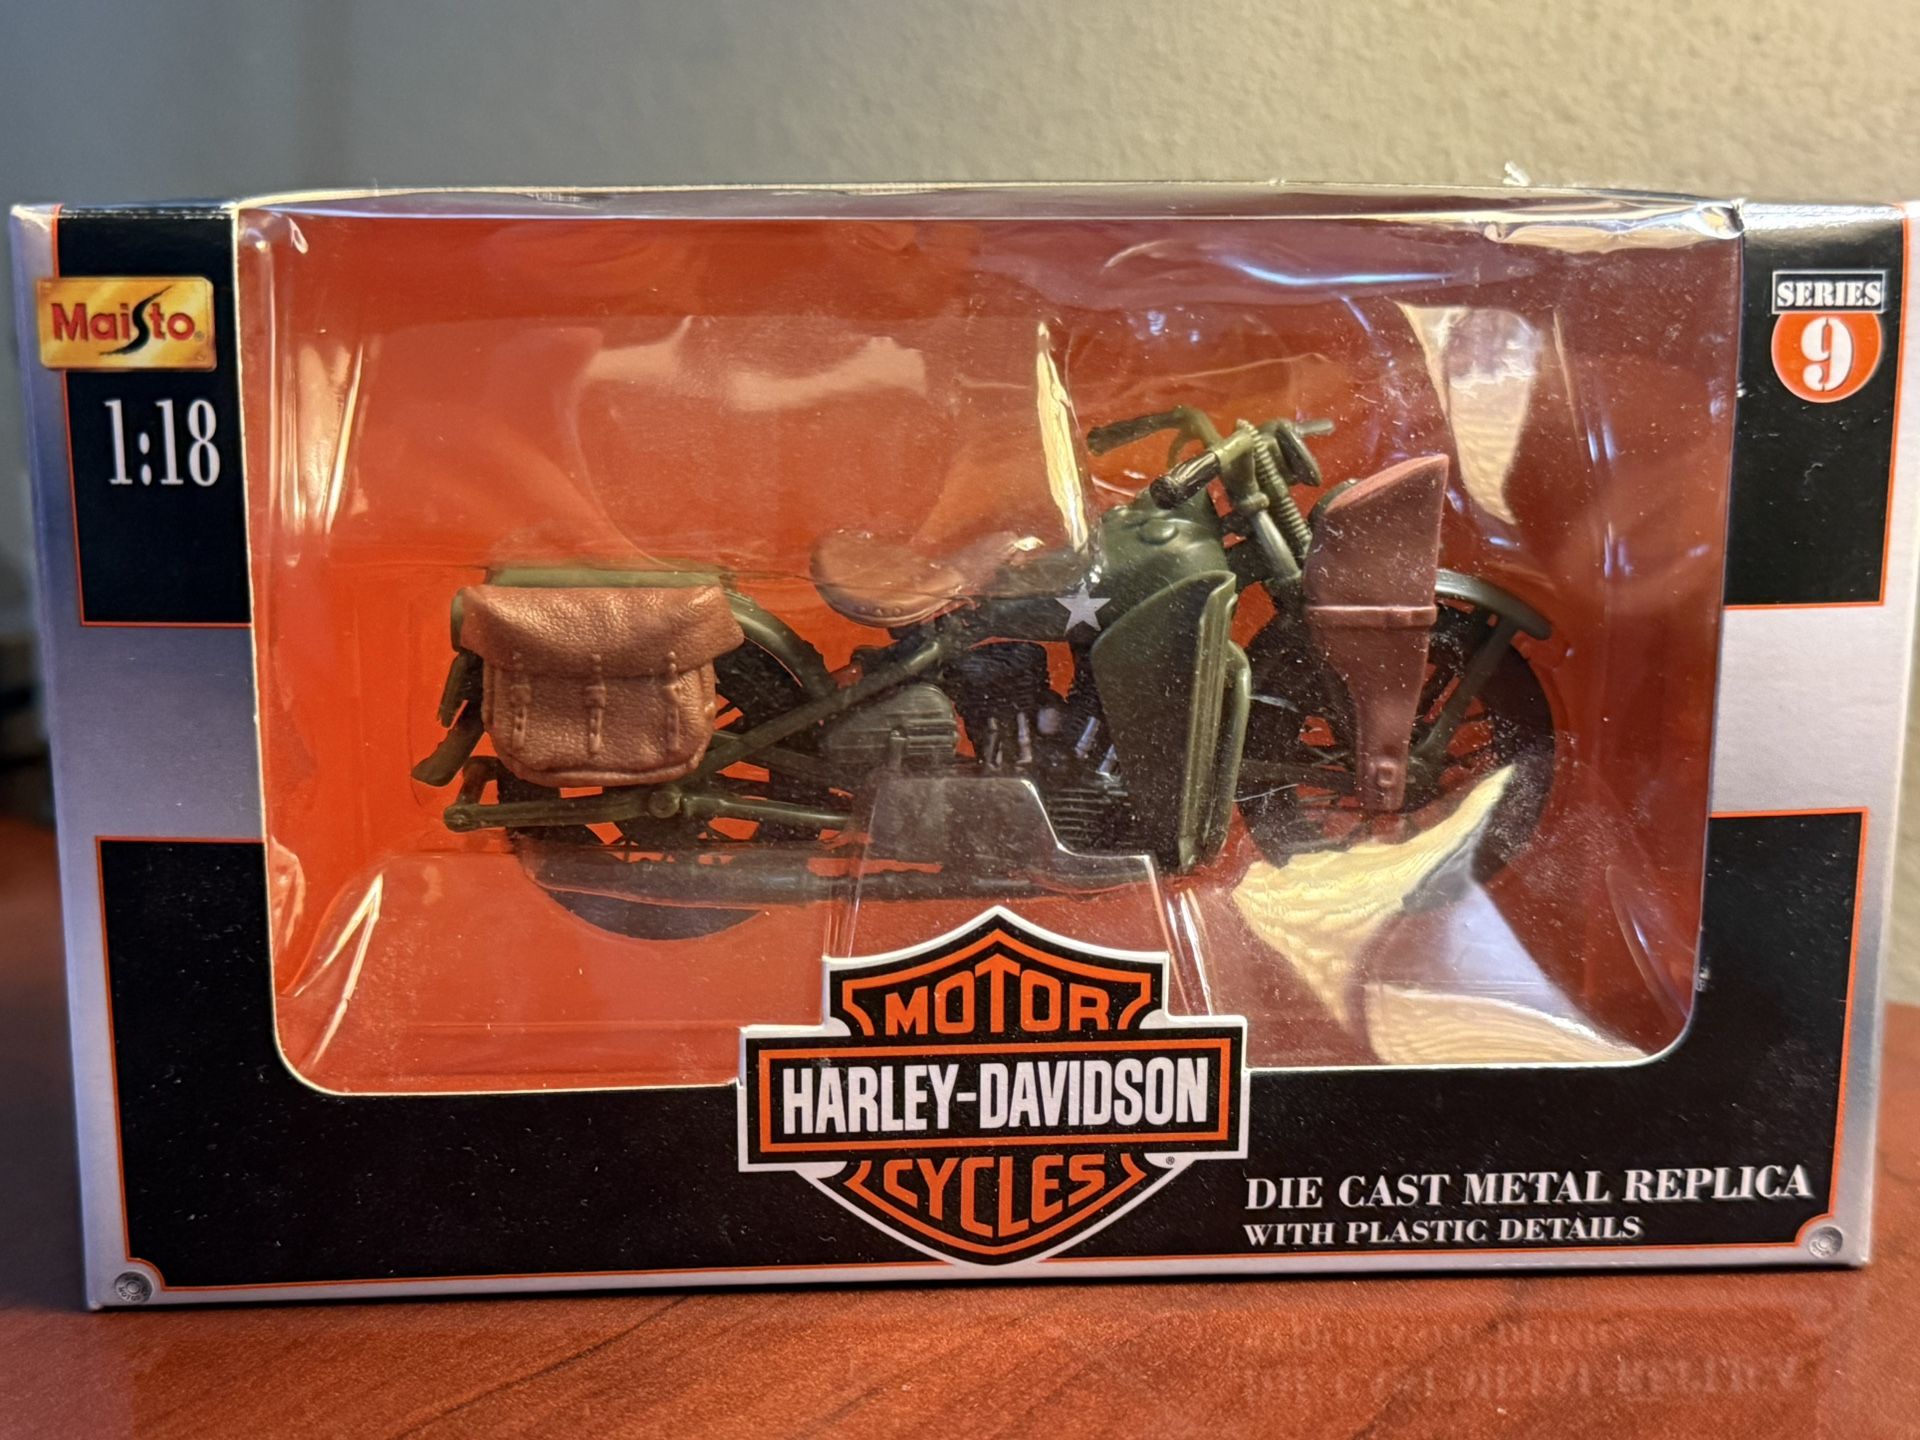 Maisto
1:18
SERIES
9
MOTOR
HARLEY-DAVIDSON
CYCLES
®
DIE CAST METAL REPLICA
WITH PLASTIC DETAILS